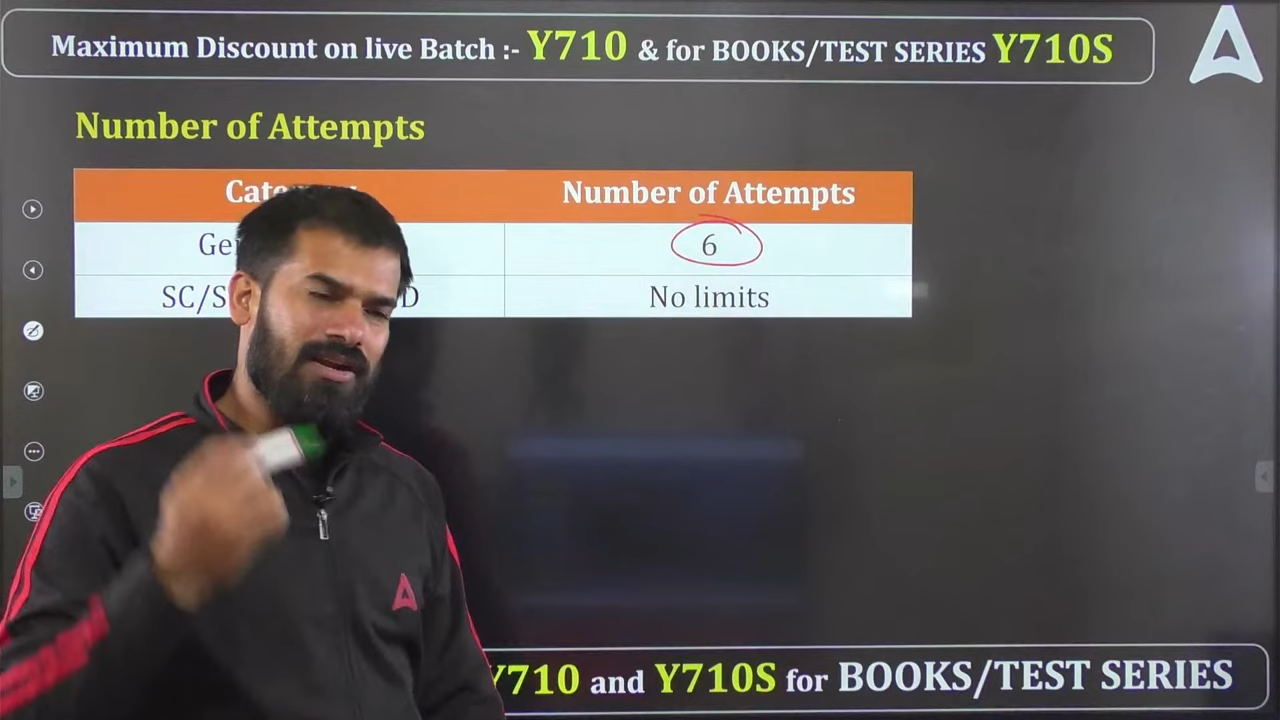 Maximum Discount on live Batch :- Y710 & for BOOKS/TEST SERIES Y710S
Number of Attempts
Number of Attempts
6
No limits
Y710 and Y710S for BOOKS/TEST SERIES